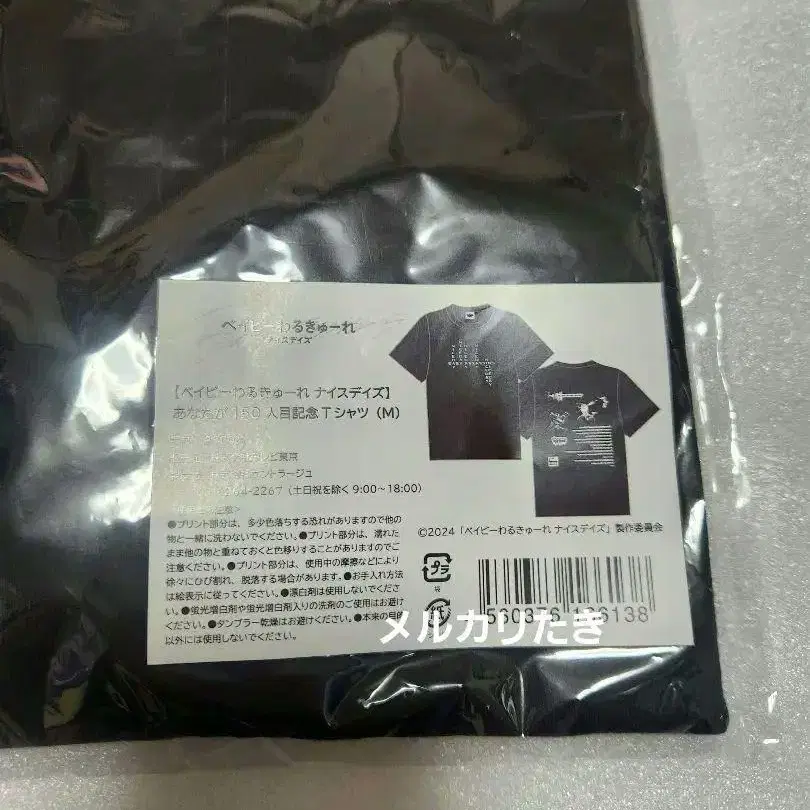 ベイビーわるきゅーれ
ナイスデイズ
【ベイビーわるきゅーれ ナイスデイズ】
あなたが150人目記念Tシャツ（M）
-2267（土日祝を除く 9:00～18:00）
●プリント部分は、多少色落ちする恐れがありますので他の
物と一緒に洗わないでください。●プリント部分は、濡れた
まま他の物と重ねておくと色移りすることがありますのでご
注意ください。●プリント部分は、使用中の摩擦などにより
徐々にひび割れ、脱落する場合があります。●お手入れ方法
は絵表示に従ってください。●漂白剤は使用しないでくださ
い。●蛍光増白剤や蛍光増白剤入りの洗剤のご使用はお避け
ください。●タンブラー乾燥はお避けください。●本来の目的
以外には使用しないでください。
©2024「ベイビーわるきゅーれ ナイスデイズ」製作委員会
プラ
袋
メルカリたき